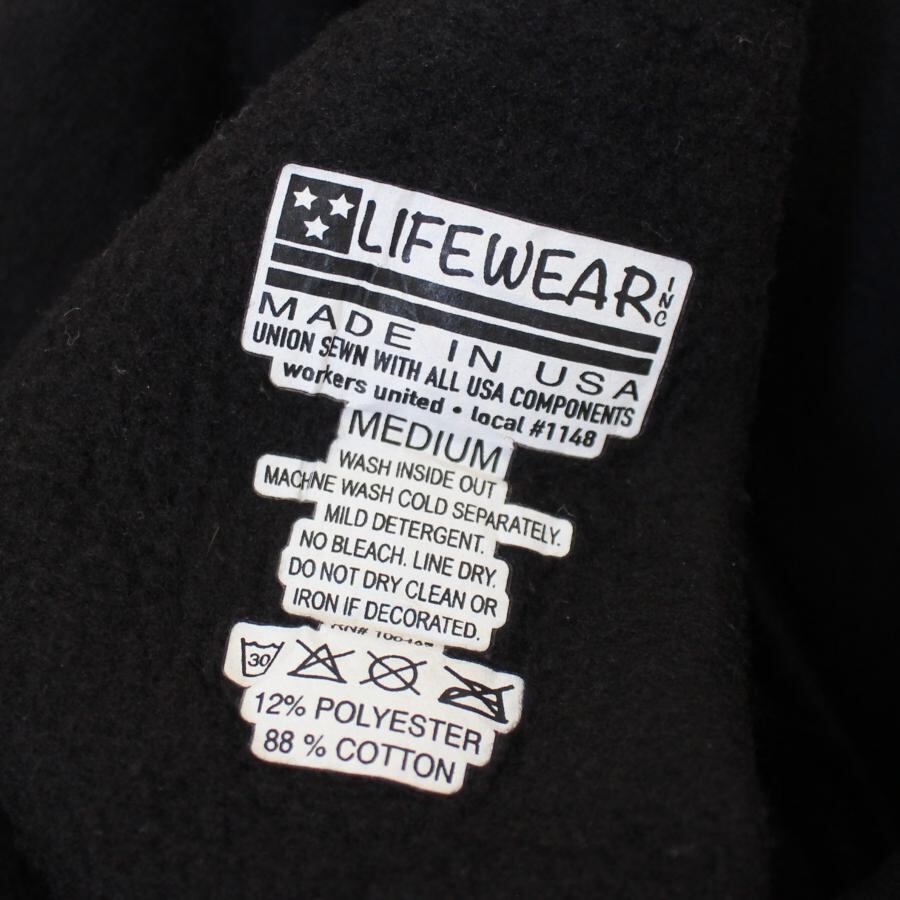 LIFEWEAR INC
MADE IN USA
UNION SEWN WITH ALL USA COMPONENTS
workers united • local #1148
MEDIUM
WASH INSIDE OUT
MACHINE WASH COLD SEPARATELY.
MILD DETERGENT.
NO BLEACH. LINE DRY.
DO NOT DRY CLEAN OR
IRON IF DECORATED.
RN#
30
12% POLYESTER
88 % COTTON